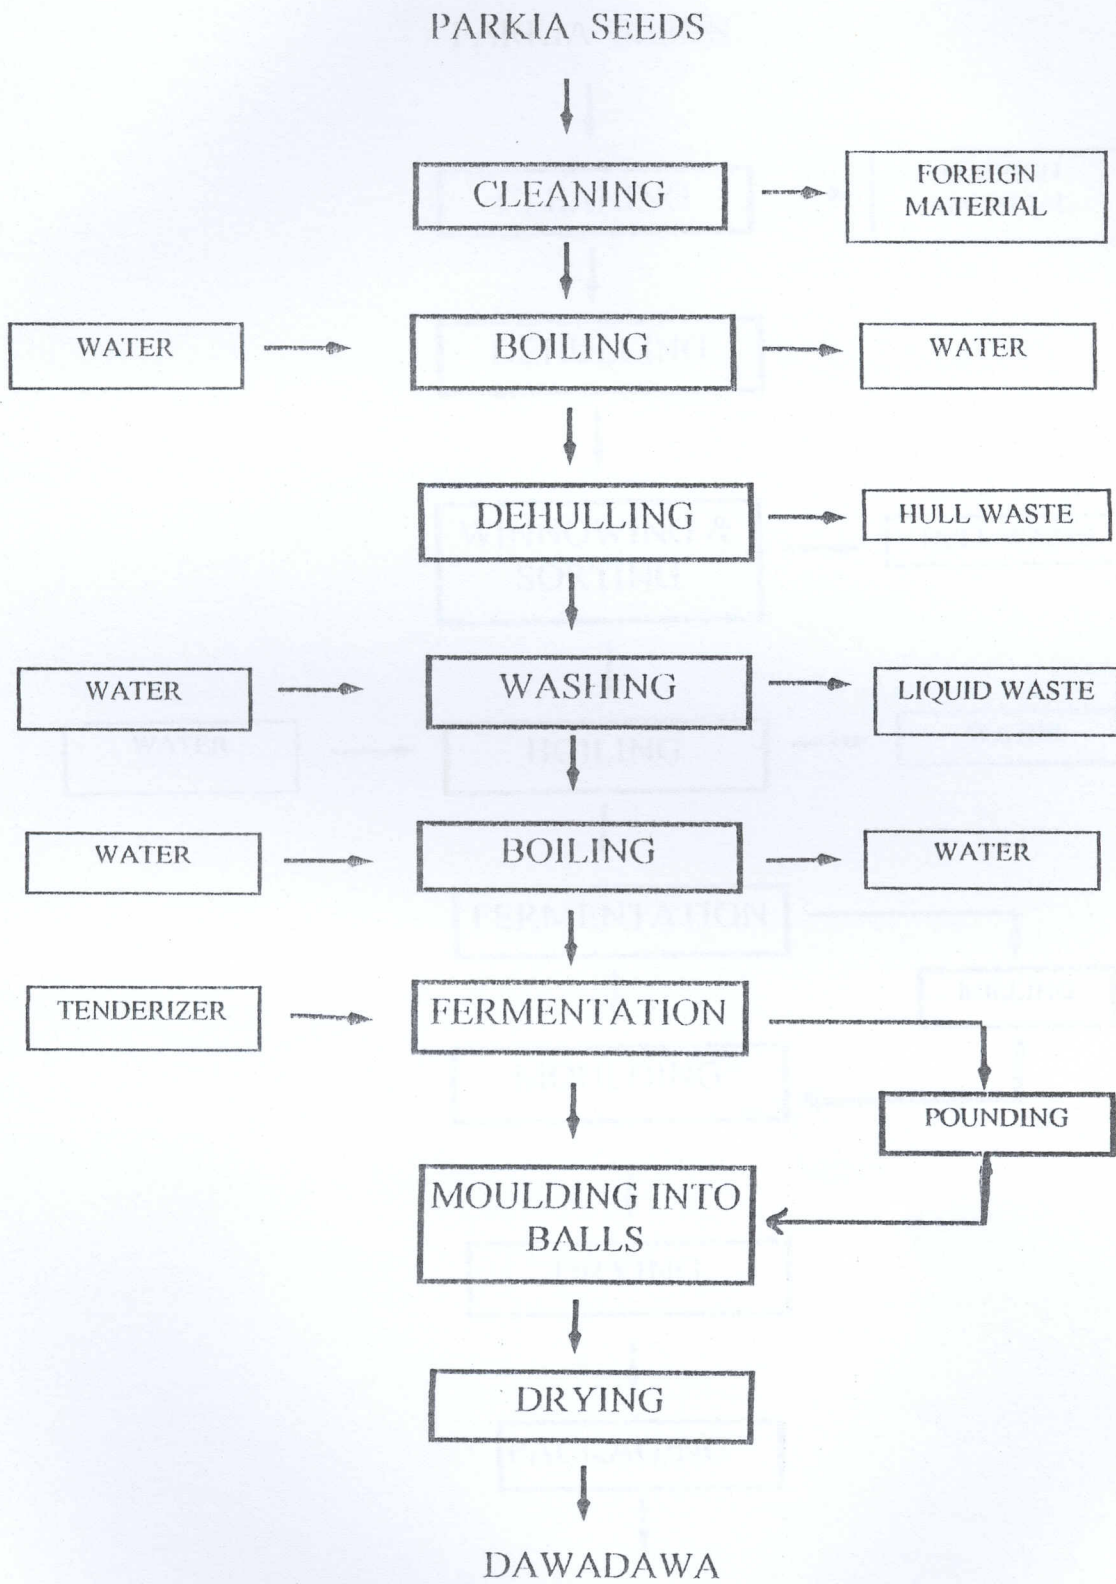 PARKIA SEEDS
CLEANING
FOREIGN
MATERIAL
WATER
BOILING
WATER
DEHULLING
HULL WASTE
WATER
WASHING
LIQUID WASTE
WATER
BOILING
WATER
TENDERIZER
FERMENTATION
POUNDING
MOULDING INTO
BALLS
DRYING
DAWADAWA